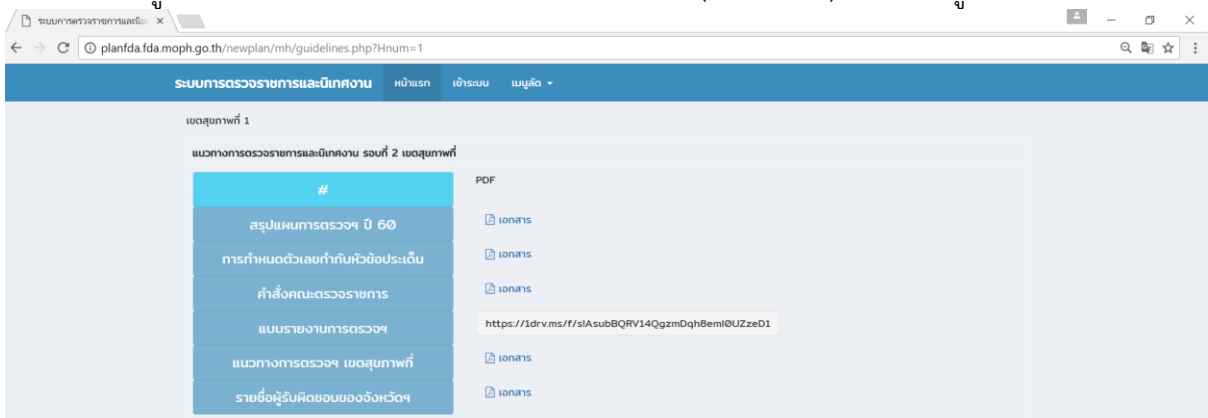 ระบบการตรวจราชการและนิเท
planfda.fda.moph.go.th/newplan/mh/guidelines.php?Hnum=1
ระบบการตรวจราชการและนิเทศงาน หน้าแรก เข้าระบบ เมนูลัด
เขตสุขภาพที่ 1
แนวทางการตรวจราชการและนิเทศงาน รอบที่ 2 เขตสุขภาพที่
# PDF
สรุปแผนการตรวจฯ ปี 60 เอกสาร
การกำหนดตัวเลขกำกับหัวข้อประเด็น เอกสาร
คำสั่งคณะตรวจราชการ เอกสาร
แบบรายงานการตรวจฯ https://1drv.ms/f/s!AsubBQRV14QgzmDqh8emI0UZzeD1
แนวทางการตรวจฯ เขตสุขภาพที่ เอกสาร
รายชื่อผู้รับผิดชอบของจังหวัดฯ เอกสาร